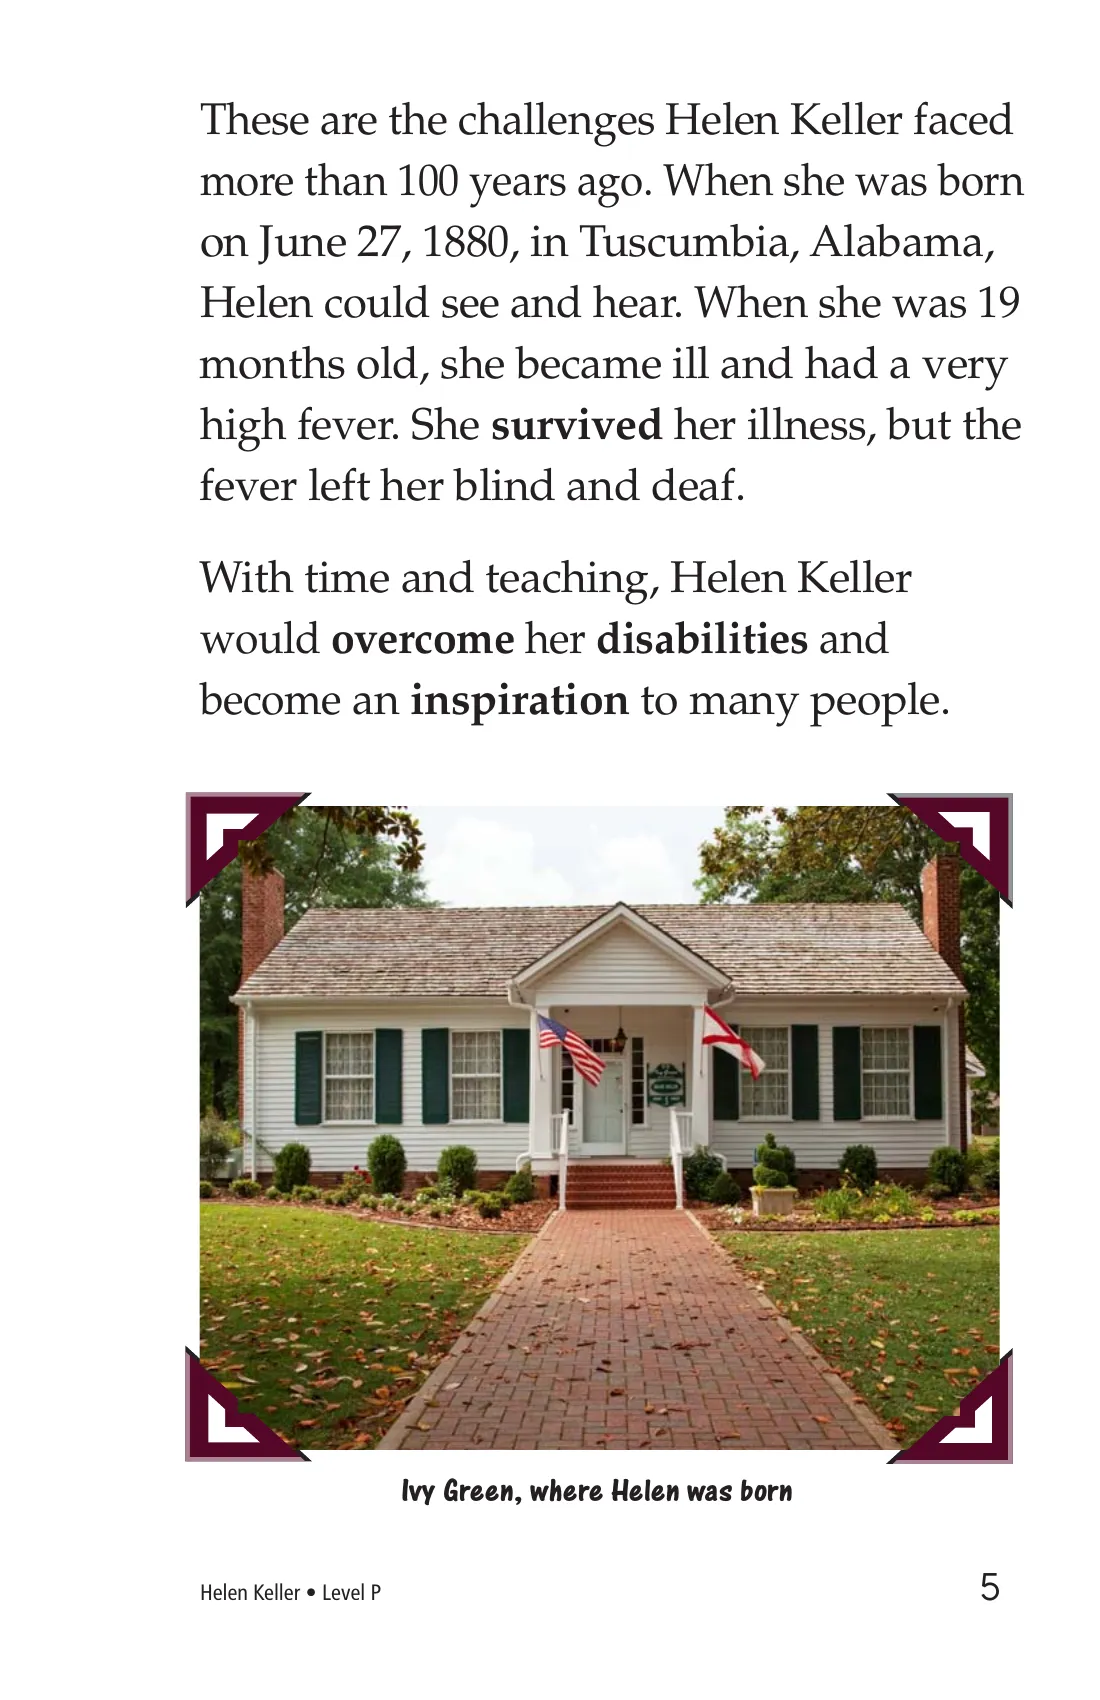 These are the challenges Helen Keller faced
more than 100 years ago. When she was born
on June 27, 1880, in Tuscumbia, Alabama,
Helen could see and hear. When she was 19
months old, she became ill and had a very
high fever. She survived her illness, but the
fever left her blind and deaf.
With time and teaching, Helen Keller
would overcome her disabilities and
become an inspiration to many people.
Ivy Green, where Helen was born
Helen Keller • Level P
5